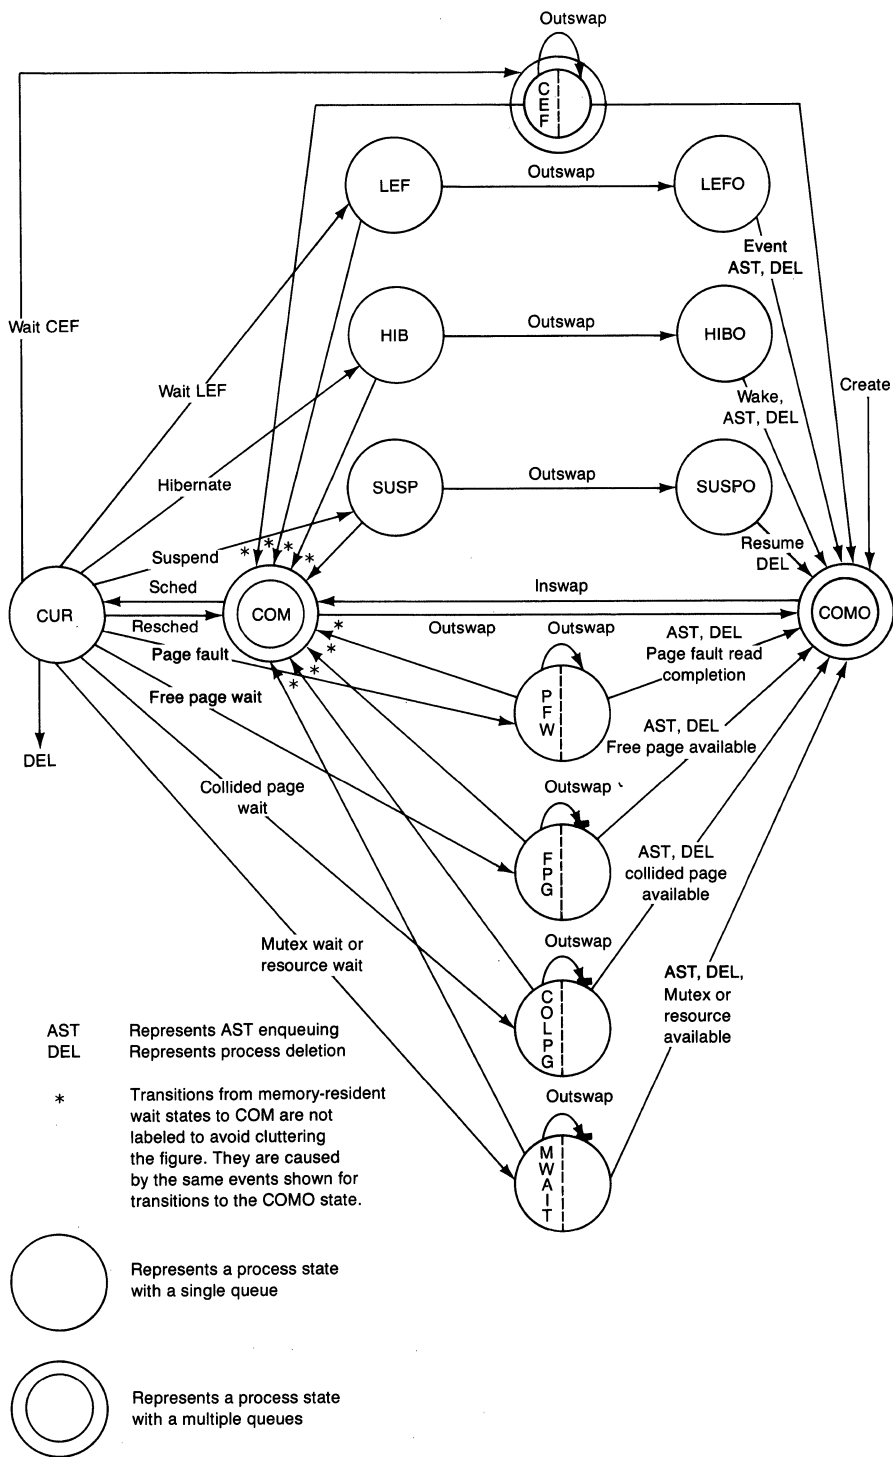 Outswap
CEF
LEF
Outswap
LEFO
Event
AST, DEL
Wait CEF
HIB
Outswap
HIBO
Wait LEF
Wake,
AST, DEL
Create
Hibernate
SUSP
Outswap
SUSPO
* * * *
Suspend
Resume
DEL
Sched
Inswap
CUR
COM
COMO
Resched
Outswap
Outswap
*
*
*
*
Page fault
AST, DEL
Page fault read
completion
PFW
Free page wait
AST, DEL
Free page available
DEL
Collided page
wait
Outswap
FPG
AST, DEL
collided page
available
Mutex wait or
resource wait
Outswap
COLPG
AST, DEL,
Mutex or
resource
available
AST Represents AST enqueuing
DEL Represents process deletion
* Transitions from memory-resident
wait states to COM are not
labeled to avoid cluttering
the figure. They are caused
by the same events shown for
transitions to the COMO state.
Outswap
MWAIT
Represents a process state
with a single queue
Represents a process state
with a multiple queues